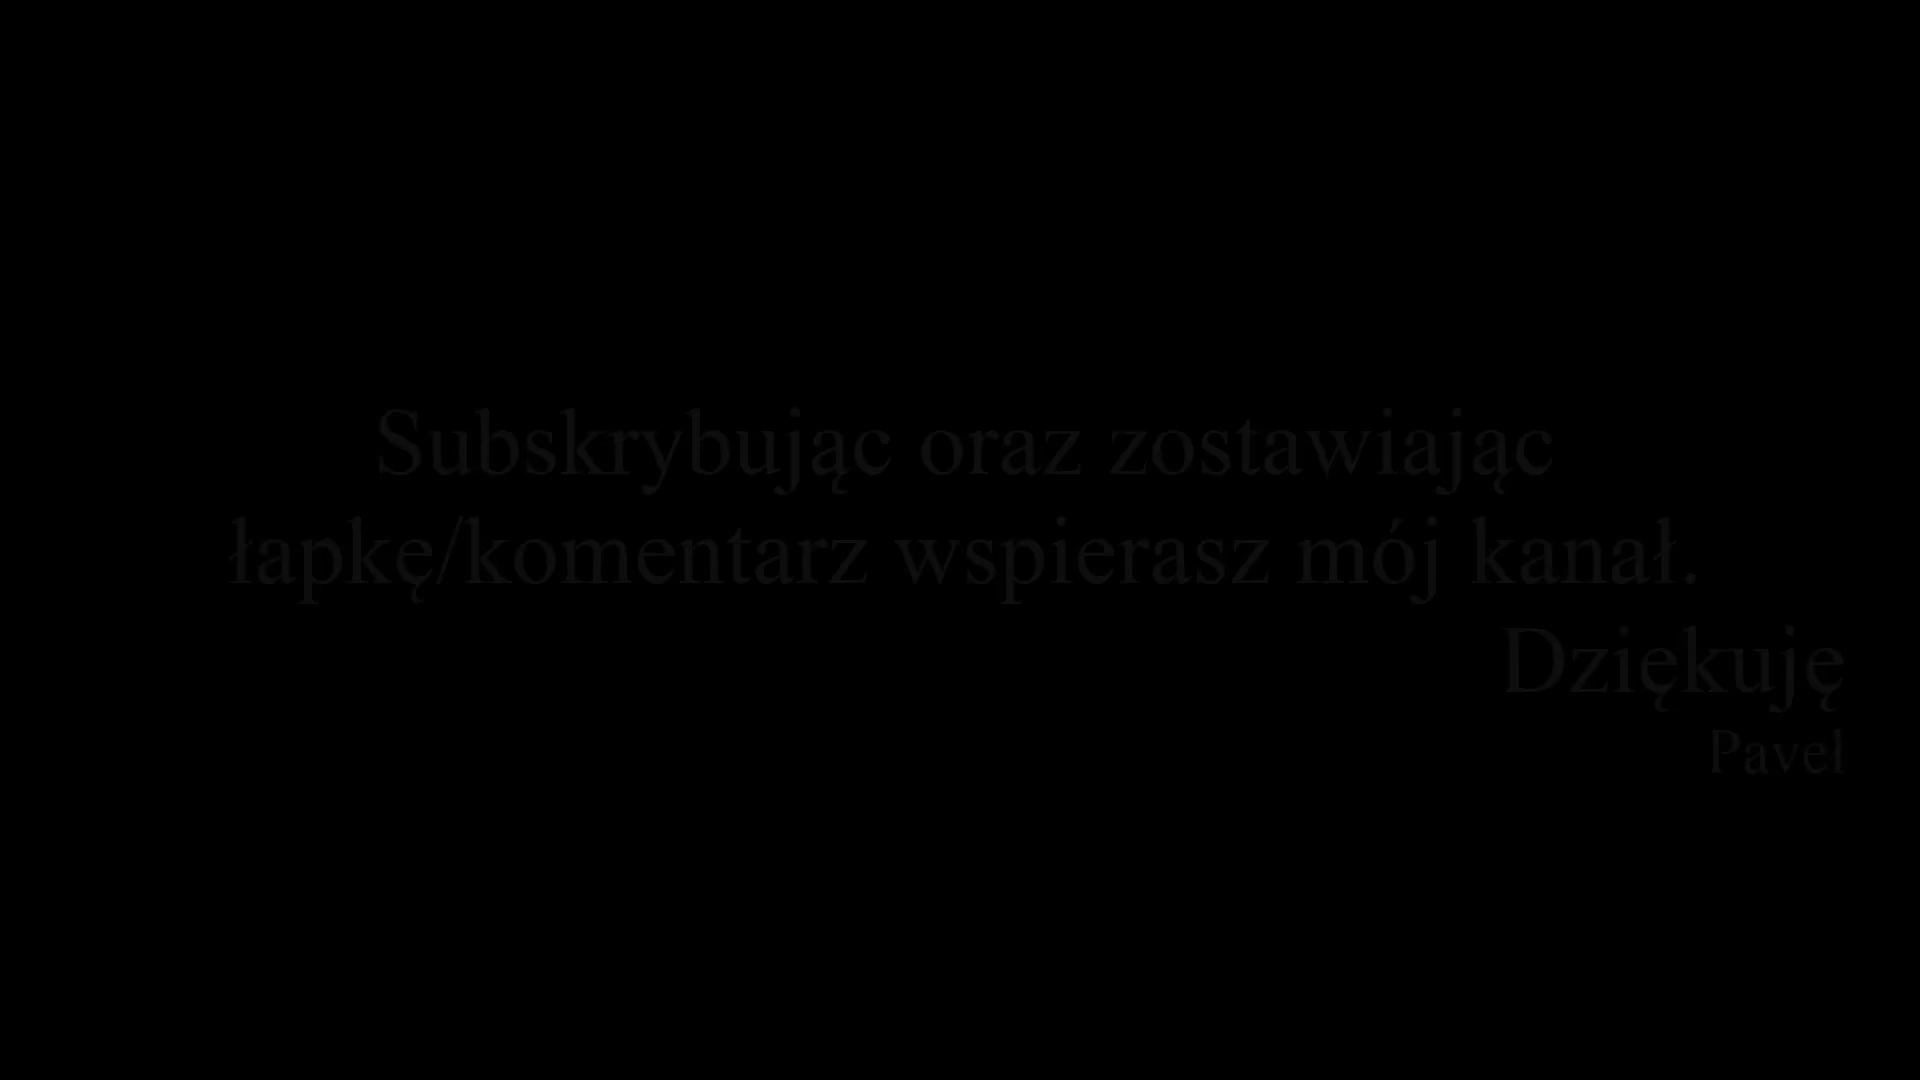 Subskrybując oraz zostawiając
łapkę/komentarz wspierasz mój kanał.
Dziękuję
Pavel